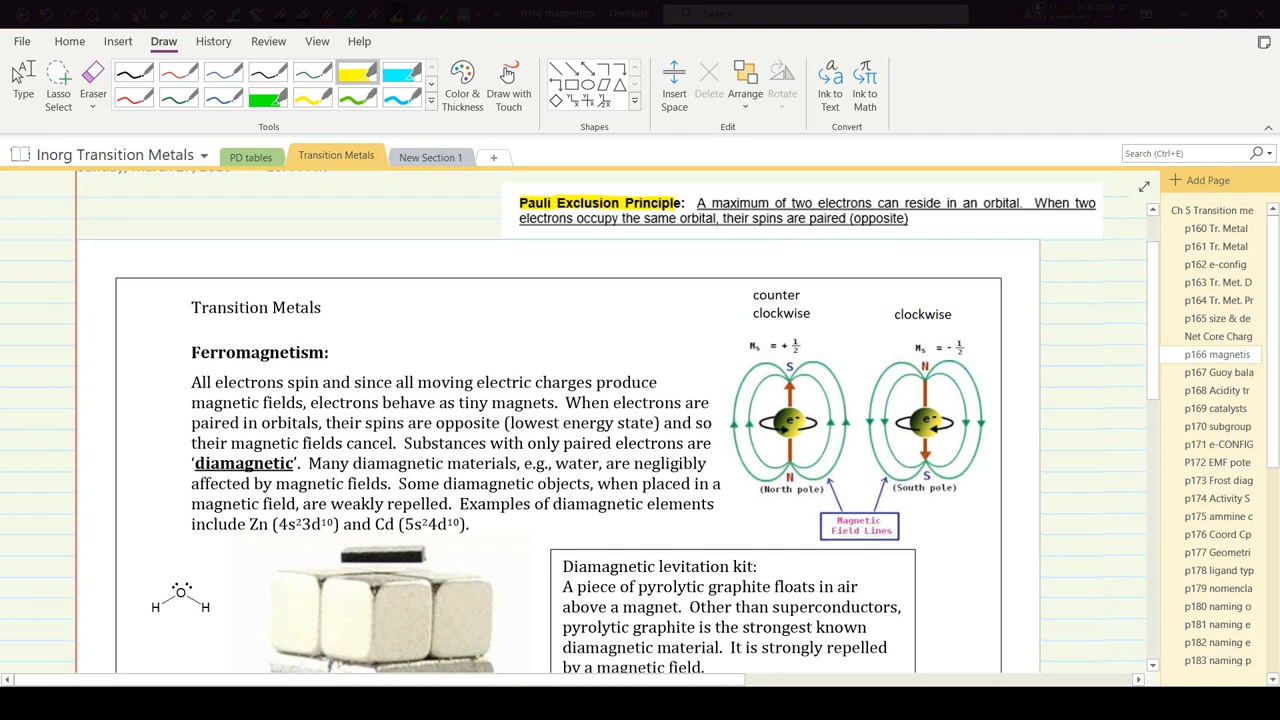 p166 magnetism - OneNote
Search
File Home Insert Draw History Review View Help
Type
Lasso Select
Eraser
Color & Thickness
Draw with Touch
Insert Space
Delete
Arrange
Rotate
Ink to Text
Ink to Math
Tools
Shapes
Edit
Convert
Inorg Transition Metals
PD tables
Transition Metals
New Section 1
Search (Ctrl+E)
Pauli Exclusion Principle: A maximum of two electrons can reside in an orbital. When two
electrons occupy the same orbital, their spins are paired (opposite)
Transition Metals
Ferromagnetism:
All electrons spin and since all moving electric charges produce
magnetic fields, electrons behave as tiny magnets. When electrons are
paired in orbitals, their spins are opposite (lowest energy state) and so
their magnetic fields cancel. Substances with only paired electrons are
‘diamagnetic’. Many diamagnetic materials, e.g., water, are negligibly
affected by magnetic fields. Some diamagnetic objects, when placed in a
magnetic field, are weakly repelled. Examples of diamagnetic elements
include Zn (4s²3d¹⁰) and Cd (5s²4d¹⁰).
counter
clockwise
clockwise
Ms = + 1/2
Ms = - 1/2
S
N
e-
e-
N
S
(North pole)
(South pole)
Magnetic
Field Lines
O
H H
Diamagnetic levitation kit:
A piece of pyrolytic graphite floats in air
above a magnet. Other than superconductors,
pyrolytic graphite is the strongest known
diamagnetic material. It is strongly repelled
by a magnetic field.
Add Page
Ch 5 Transition me
p160 Tr. Metal
p161 Tr. Metal
p162 e-config
p163 Tr. Met. D
p164 Tr. Met. Pr
p165 size & de
Net Core Charg
p166 magnetis
p167 Guoy bala
p168 Acidity tr
p169 catalysts
p170 subgroup
p171 e-CONFIG
P172 EMF pote
p173 Frost diag
p174 Activity S
p175 ammine c
p176 Coord Cp
p177 Geometri
p178 ligand typ
p179 nomencla
p180 naming o
p181 naming e
p182 naming e
p183 naming p